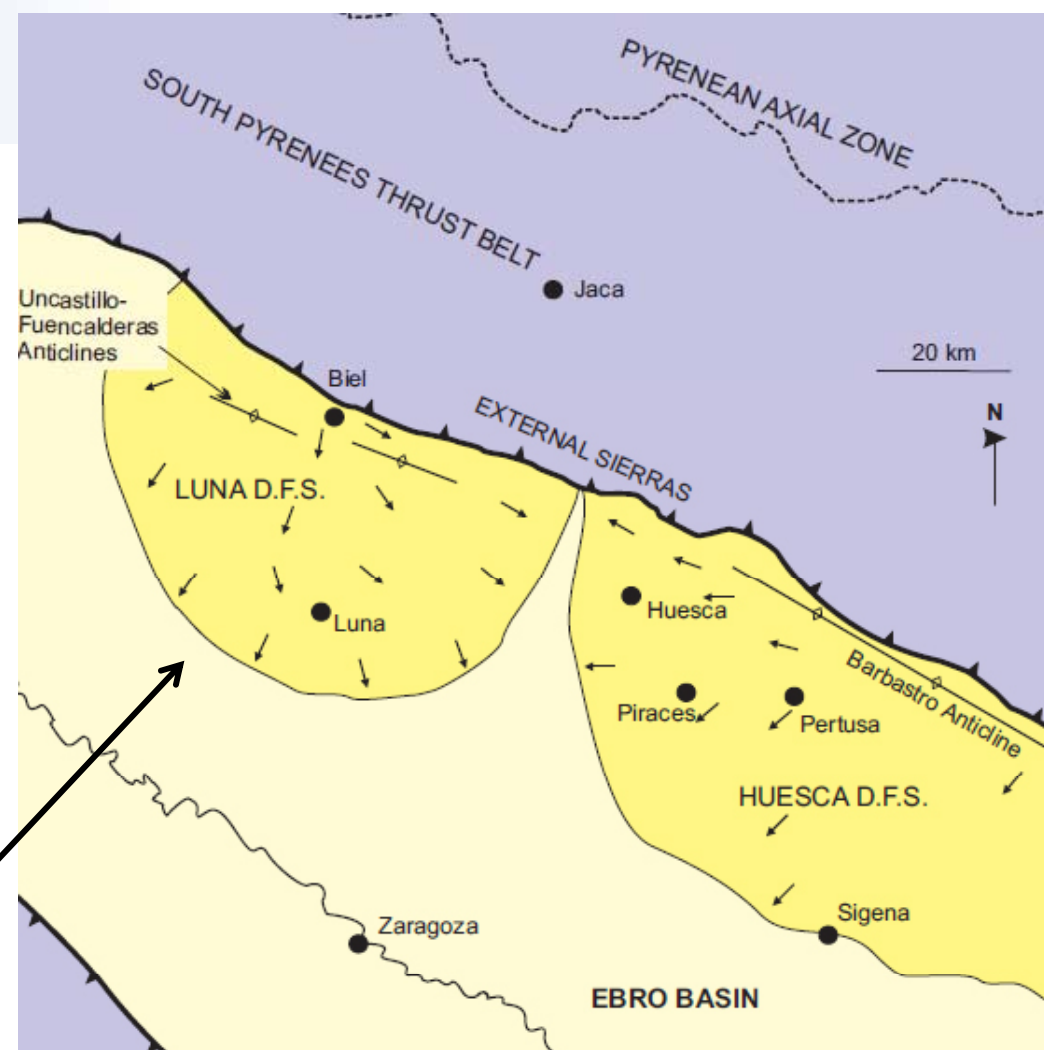 PYRENEAN AXIAL ZONE
SOUTH PYRENEES THRUST BELT
Jaca
Uncastillo-
Fuencalderas
Anticlines
20 km
Biel
N
EXTERNAL SIERRAS
LUNA D.F.S.
Huesca
Luna
Barbastro Anticline
Piraces
Pertusa
HUESCA D.F.S.
Sigena
Zaragoza
EBRO BASIN